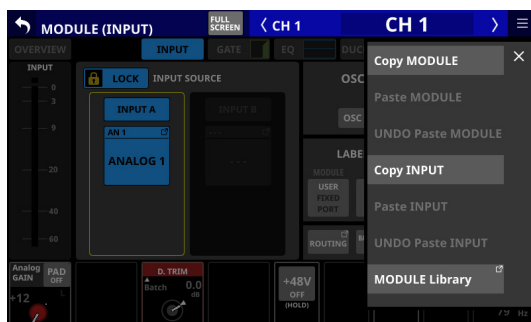 MODULE (INPUT)
FULL
SCREEN
CH 1
CH 1
OVERVIEW
INPUT
GATE
EQ
DUC
INPUT
0
3
9
20
40
60
LOCK
INPUT SOURCE
INPUT A
AN 1
ANALOG 1
INPUT B
- - -
- - -
OSC
OSC
LABE
MODULE
USER
FIXED
PORT
ROUTING
Copy MODULE
Paste MODULE
UNDO Paste MODULE
Copy INPUT
Paste INPUT
UNDO Paste INPUT
MODULE Library
Analog
GAIN
PAD
OFF
+12
L
D. TRIM
Batch
0.0
dB
+48V
OFF
(HOLD)
79 Hz